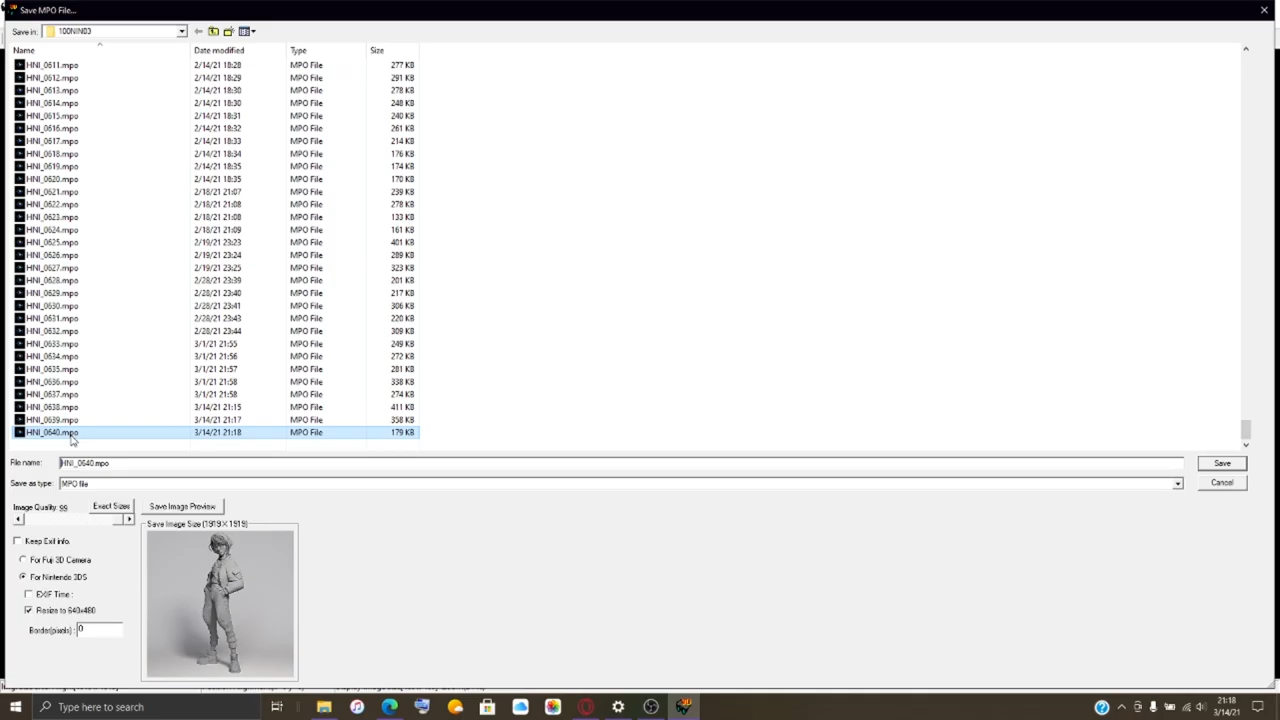 Save MPO File...
Save in: 100NIN03
Name Date modified Type Size
HNI_0611.mpo 2/14/21 18:28 MPO File 277 KB
HNI_0612.mpo 2/14/21 18:29 MPO File 291 KB
HNI_0613.mpo 2/14/21 18:30 MPO File 278 KB
HNI_0614.mpo 2/14/21 18:30 MPO File 248 KB
HNI_0615.mpo 2/14/21 18:31 MPO File 240 KB
HNI_0616.mpo 2/14/21 18:32 MPO File 261 KB
HNI_0617.mpo 2/14/21 18:33 MPO File 214 KB
HNI_0618.mpo 2/14/21 18:34 MPO File 176 KB
HNI_0619.mpo 2/14/21 18:35 MPO File 174 KB
HNI_0620.mpo 2/14/21 18:35 MPO File 170 KB
HNI_0621.mpo 2/18/21 21:07 MPO File 239 KB
HNI_0622.mpo 2/18/21 21:08 MPO File 278 KB
HNI_0623.mpo 2/18/21 21:08 MPO File 133 KB
HNI_0624.mpo 2/18/21 21:09 MPO File 161 KB
HNI_0625.mpo 2/19/21 23:23 MPO File 401 KB
HNI_0626.mpo 2/19/21 23:24 MPO File 289 KB
HNI_0627.mpo 2/19/21 23:25 MPO File 323 KB
HNI_0628.mpo 2/28/21 23:39 MPO File 201 KB
HNI_0629.mpo 2/28/21 23:40 MPO File 217 KB
HNI_0630.mpo 2/28/21 23:41 MPO File 306 KB
HNI_0631.mpo 2/28/21 23:43 MPO File 220 KB
HNI_0632.mpo 2/28/21 23:44 MPO File 309 KB
HNI_0633.mpo 3/1/21 21:55 MPO File 249 KB
HNI_0634.mpo 3/1/21 21:56 MPO File 272 KB
HNI_0635.mpo 3/1/21 21:57 MPO File 281 KB
HNI_0636.mpo 3/1/21 21:58 MPO File 338 KB
HNI_0637.mpo 3/1/21 21:58 MPO File 274 KB
HNI_0638.mpo 3/14/21 21:15 MPO File 411 KB
HNI_0639.mpo 3/14/21 21:17 MPO File 358 KB
HNI_0640.mpo 3/14/21 21:18 MPO File 179 KB
File name: HNI_0640.mpo Save
Save as type: MPO file Cancel
Image Quality: 99 Exact Sizes Save Image Preview
Save Image Size (1919×1919)
Keep Exif info.
For Fuji 3D Camera
For Nintendo 3DS
EXIF Time :
Resize to 640x480
Border(pixels) : 0
Type here to search
21:18
3/14/21